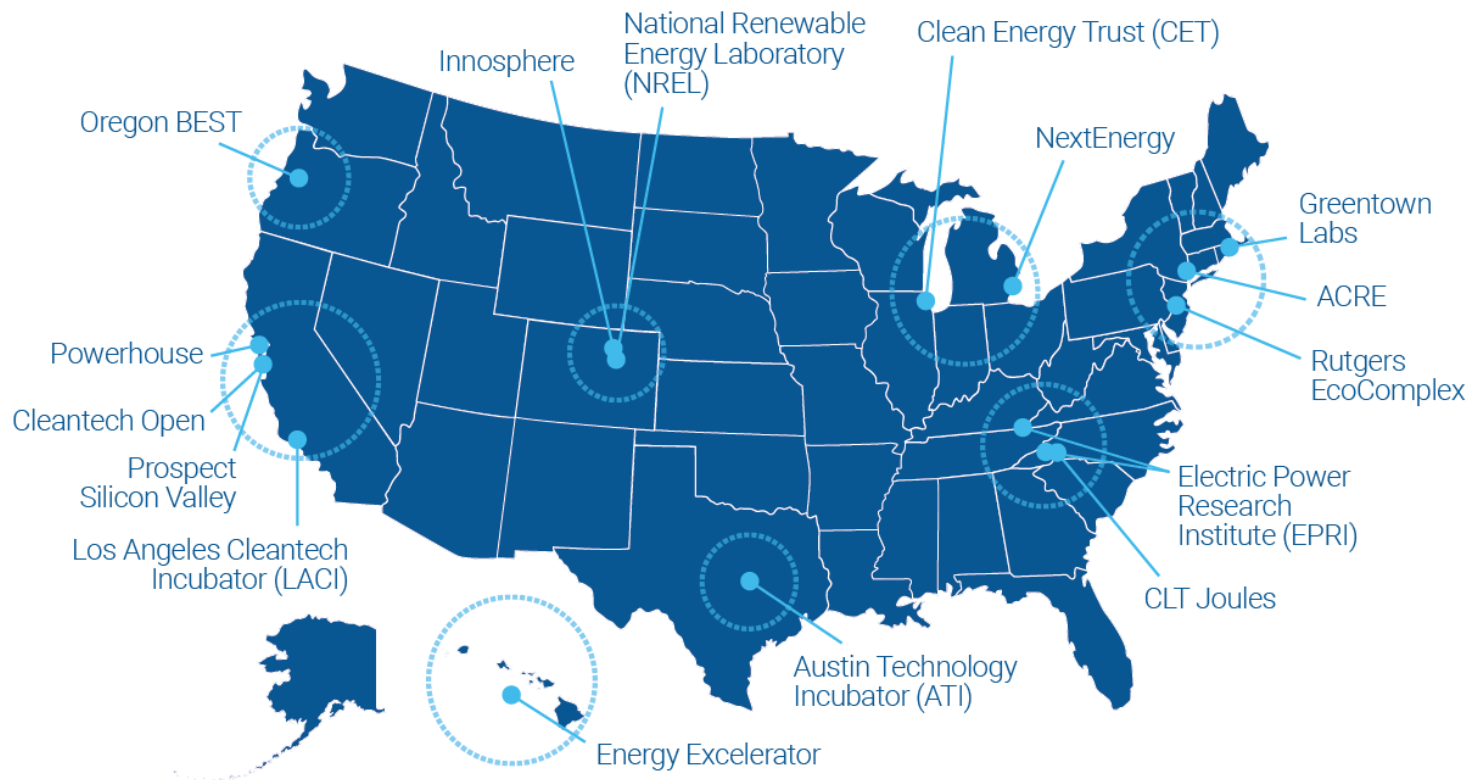 National Renewable
Energy Laboratory
(NREL)
Clean Energy Trust (CET)
Innosphere
Oregon BEST
NextEnergy
Greentown
Labs
ACRE
Powerhouse
Rutgers
EcoComplex
Cleantech Open
Prospect
Silicon Valley
Electric Power
Research
Institute (EPRI)
Los Angeles Cleantech
Incubator (LACI)
CLT Joules
Austin Technology
Incubator (ATI)
Energy Excelerator